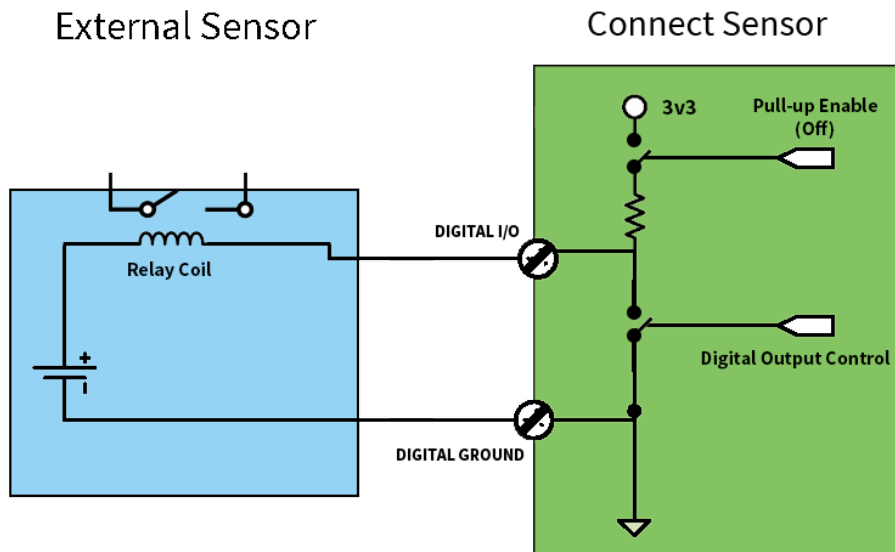 External Sensor
Connect Sensor
3v3
Pull-up Enable
(Off)
DIGITAL I/O
Relay Coil
+
Digital Output Control
DIGITAL GROUND